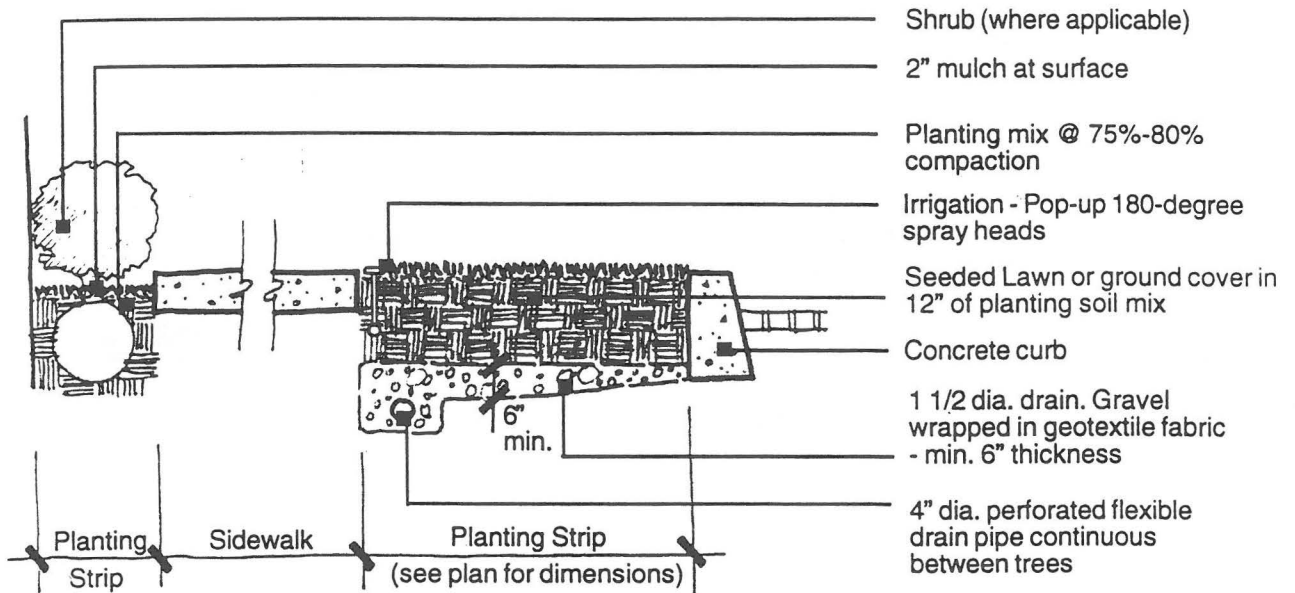 Shrub (where applicable)
2” mulch at surface
Planting mix @ 75%-80%
compaction
Irrigation - Pop-up 180-degree
spray heads
Seeded Lawn or ground cover in
12” of planting soil mix
Concrete curb
1 1/2 dia. drain. Gravel
wrapped in geotextile fabric
- min. 6” thickness
4” dia. perforated flexible
drain pipe continuous
between trees
6”
min.
Planting
Strip
Sidewalk
Planting Strip
(see plan for dimensions)